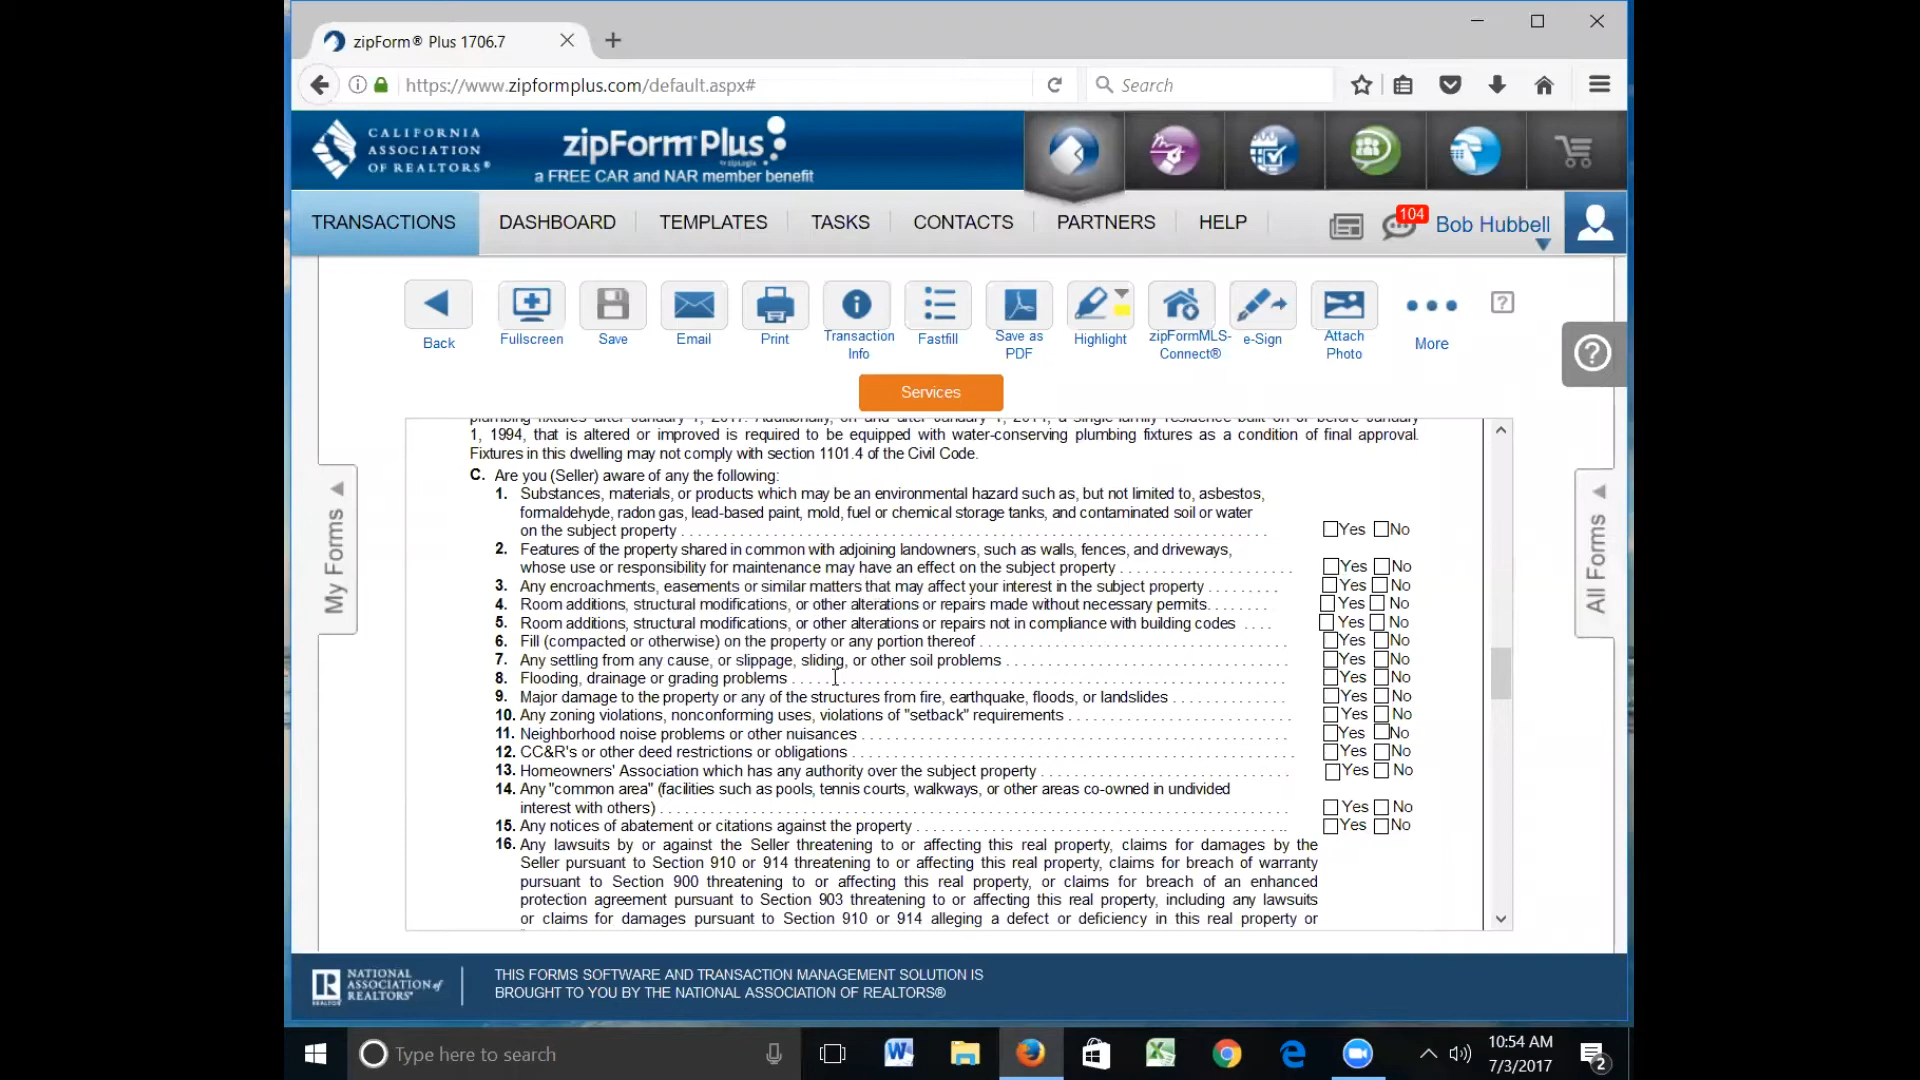 zipForm® Plus 1706.7
https://www.zipformplus.com/default.aspx#
Search
CALIFORNIA
ASSOCIATION
OF REALTORS®
zipForm Plus
by zipLogix
a FREE CAR and NAR member benefit
TRANSACTIONS
DASHBOARD
TEMPLATES
TASKS
CONTACTS
PARTNERS
HELP
104
Bob Hubbell
Back
Fullscreen
Save
Email
Print
Transaction
Info
Fastfill
Save as
PDF
Highlight
zipFormMLS-
Connect®
e-Sign
Attach
Photo
More
?
?
Services
My Forms
All Forms
plumbing fixtures after January 1, 2017. Additionally, on and after January 1, 2014, a single-family residence built on or before January
1, 1994, that is altered or improved is required to be equipped with water-conserving plumbing fixtures as a condition of final approval.
Fixtures in this dwelling may not comply with section 1101.4 of the Civil Code.
C. Are you (Seller) aware of any the following:
1. Substances, materials, or products which may be an environmental hazard such as, but not limited to, asbestos,
formaldehyde, radon gas, lead-based paint, mold, fuel or chemical storage tanks, and contaminated soil or water
on the subject property . . . . . . . . . . Yes No
2. Features of the property shared in common with adjoining landowners, such as walls, fences, and driveways,
whose use or responsibility for maintenance may have an effect on the subject property . . . . . . . . . . Yes No
3. Any encroachments, easements or similar matters that may affect your interest in the subject property . . . . . . . . . Yes No
4. Room additions, structural modifications, or other alterations or repairs made without necessary permits. . . . . . . . Yes No
5. Room additions, structural modifications, or other alterations or repairs not in compliance with building codes . . . . Yes No
6. Fill (compacted or otherwise) on the property or any portion thereof . . . . . . . . . . Yes No
7. Any settling from any cause, or slippage, sliding, or other soil problems . . . . . . . . . . Yes No
8. Flooding, drainage or grading problems . . . . . . . . . . Yes No
9. Major damage to the property or any of the structures from fire, earthquake, floods, or landslides . . . . . . . . . . Yes No
10. Any zoning violations, nonconforming uses, violations of "setback" requirements . . . . . . . . . . Yes No
11. Neighborhood noise problems or other nuisances . . . . . . . . . . Yes No
12. CC&R's or other deed restrictions or obligations . . . . . . . . . . Yes No
13. Homeowners' Association which has any authority over the subject property . . . . . . . . . . Yes No
14. Any "common area" (facilities such as pools, tennis courts, walkways, or other areas co-owned in undivided
interest with others) . . . . . . . . . . Yes No
15. Any notices of abatement or citations against the property . . . . . . . . . . Yes No
16. Any lawsuits by or against the Seller threatening to or affecting this real property, claims for damages by the
Seller pursuant to Section 910 or 914 threatening to or affecting this real property, claims for breach of warranty
pursuant to Section 900 threatening to or affecting this real property, or claims for breach of an enhanced
protection agreement pursuant to Section 903 threatening to or affecting this real property, including any lawsuits
or claims for damages pursuant to Section 910 or 914 alleging a defect or deficiency in this real property or
R
REALTOR®
NATIONAL
ASSOCIATION of
REALTORS®
THIS FORMS SOFTWARE AND TRANSACTION MANAGEMENT SOLUTION IS
BROUGHT TO YOU BY THE NATIONAL ASSOCIATION OF REALTORS®
Type here to search
10:54 AM
7/3/2017
2